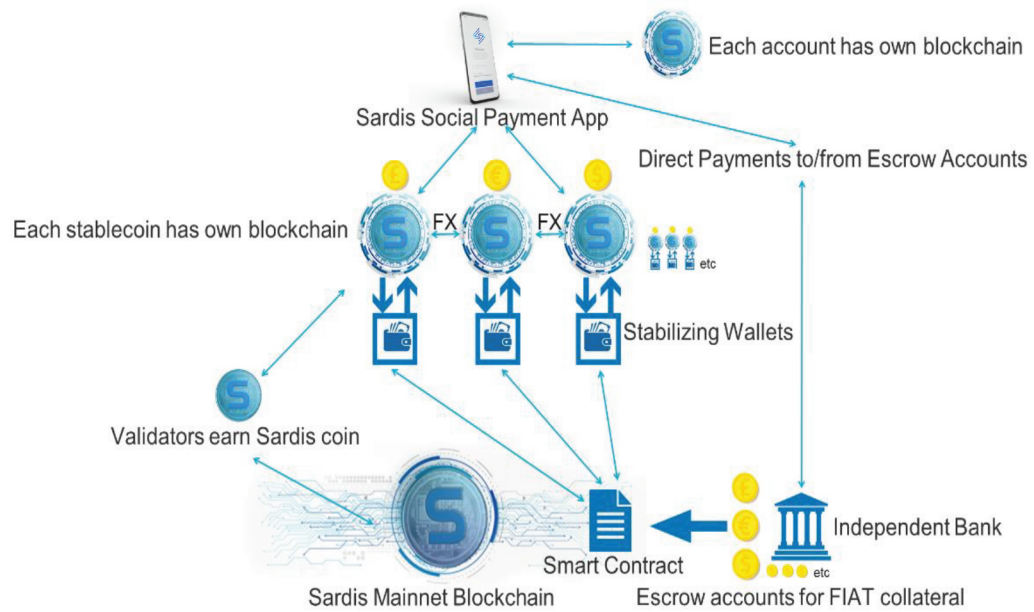 Each account has own blockchain
Sardis Social Payment App
Direct Payments to/from Escrow Accounts
£ € $
Each stablecoin has own blockchain
S FX S FX S
etc
Stabilizing Wallets
S
Validators earn Sardis coin
S
£
€
$
Independent Bank
etc
Smart Contract
Sardis Mainnet Blockchain
Escrow accounts for FIAT collateral